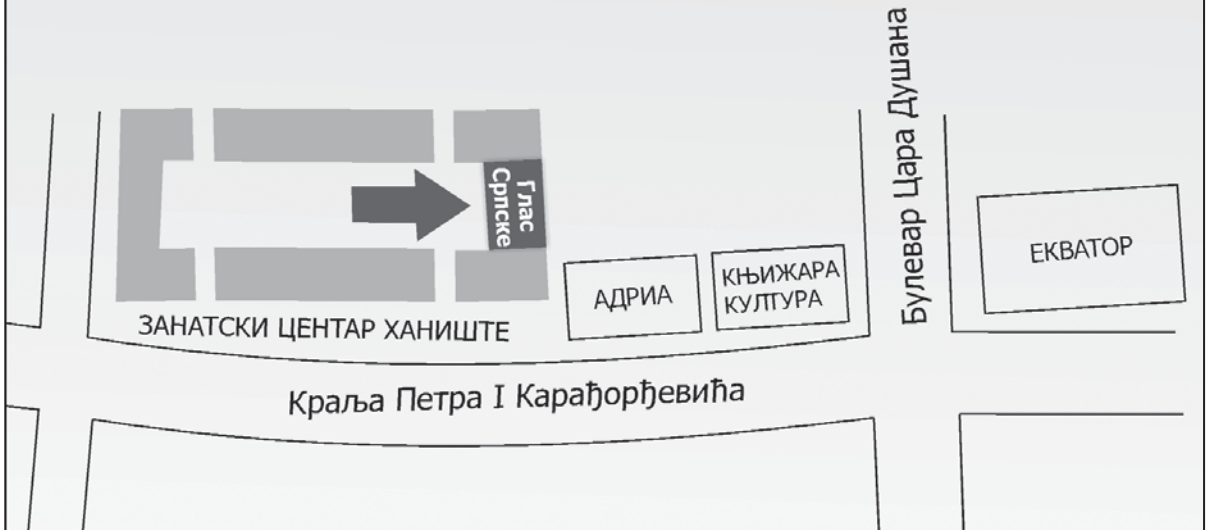 Глас
Српске
ЗАНАТСКИ ЦЕНТАР ХАНИШТЕ
АДРИА
КЊИЖАРА
КУЛТУРА
Булевар Цара Душана
ЕКВАТОР
Краља Петра I Карађорђевића